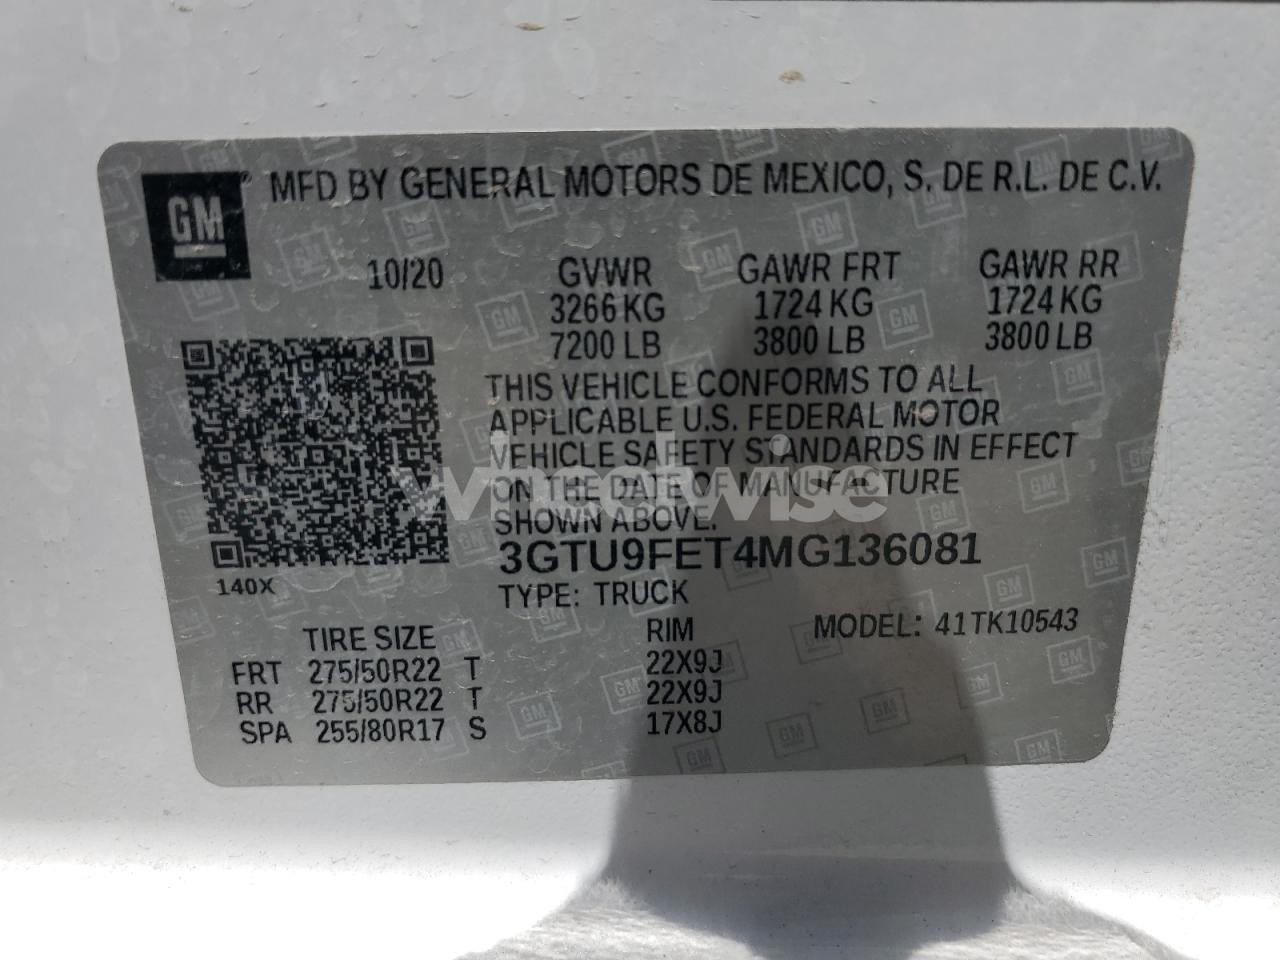 GM® MFD BY GENERAL MOTORS DE MEXICO, S. DE R.L. DE C.V.
10/20 GVWR GAWR FRT GAWR RR
3266 KG 1724 KG 1724 KG
7200 LB 3800 LB 3800 LB
THIS VEHICLE CONFORMS TO ALL
APPLICABLE U.S. FEDERAL MOTOR
VEHICLE SAFETY STANDARDS IN EFFECT
ON THE DATE OF MANUFACTURE
SHOWN ABOVE.
3GTU9FET4MG136081
140X
TYPE: TRUCK
TIRE SIZE RIM MODEL: 41TK10543
FRT 275/50R22 T 22X9J
RR 275/50R22 T 22X9J
SPA 255/80R17 S 17X8J